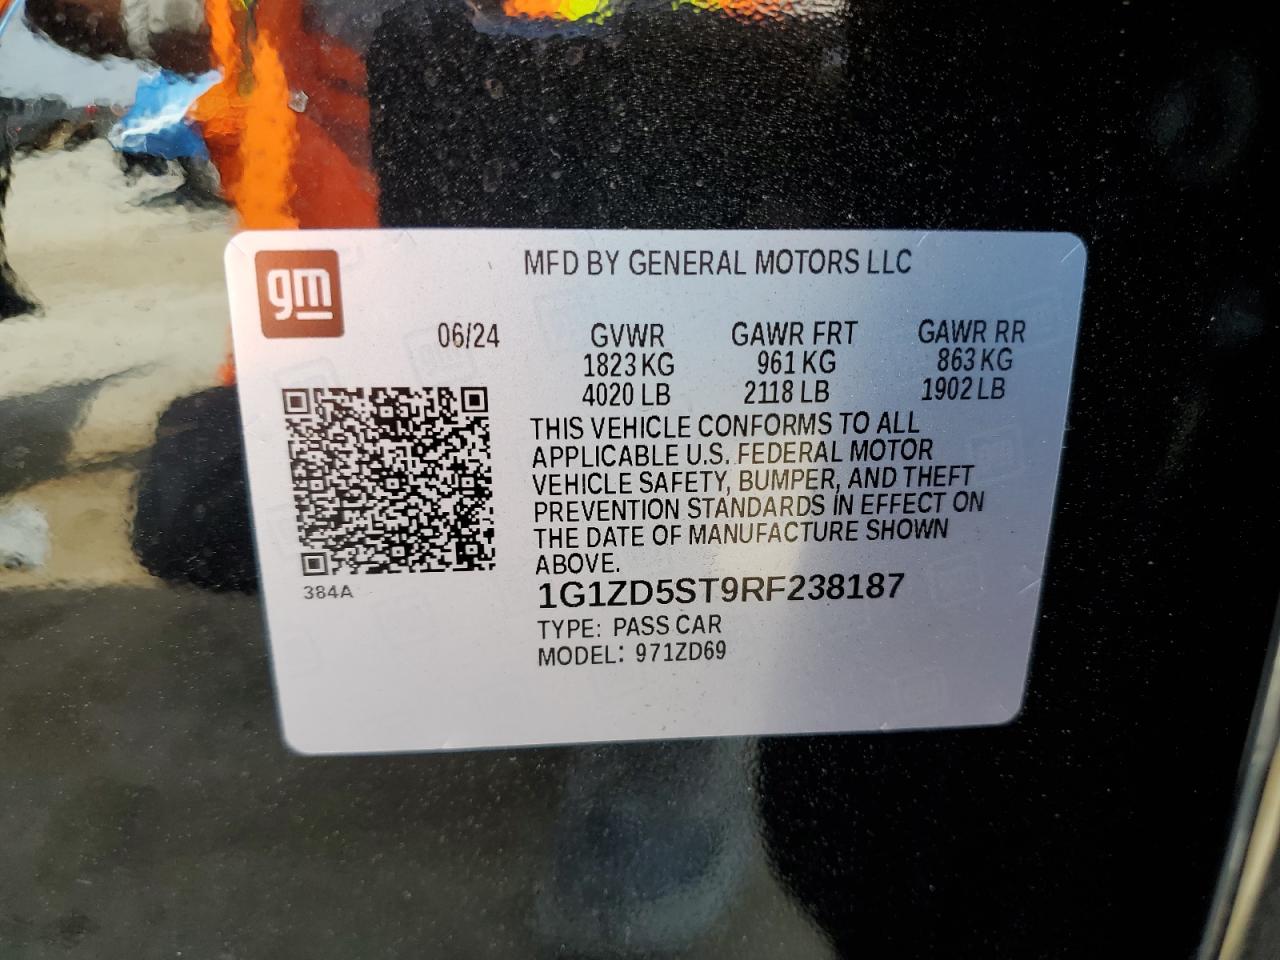 gm
MFD BY GENERAL MOTORS LLC
06/24 GVWR GAWR FRT GAWR RR
1823 KG 961 KG 863 KG
4020 LB 2118 LB 1902 LB
THIS VEHICLE CONFORMS TO ALL
APPLICABLE U.S. FEDERAL MOTOR
VEHICLE SAFETY, BUMPER, AND THEFT
PREVENTION STANDARDS IN EFFECT ON
THE DATE OF MANUFACTURE SHOWN
ABOVE.
384A
1G1ZD5ST9RF238187
TYPE: PASS CAR
MODEL: 971ZD69